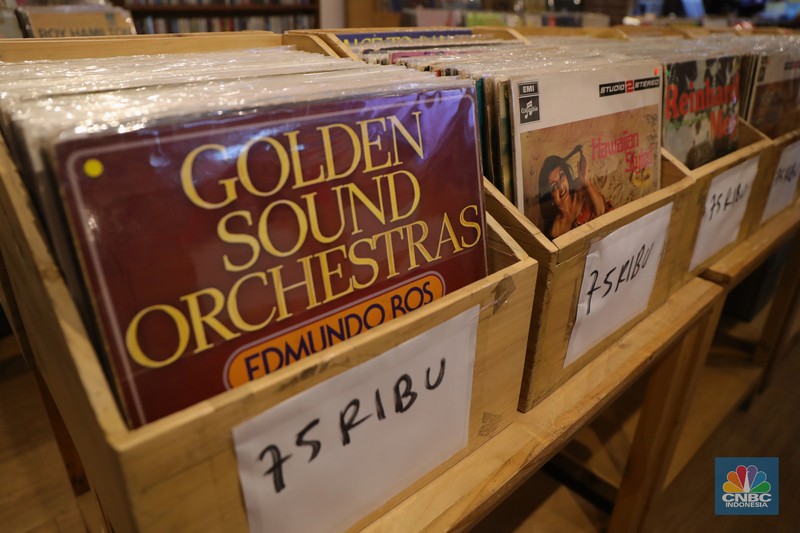 GOLDEN
SOUND
ORCHESTRAS
EDMUNDO ROS
75 RIBU
EMI
Columbia
STUDIO 2 STEREO
Hawaiian
75 RIBU
Reinhard
75 RIBU
CNBC
INDONESIA